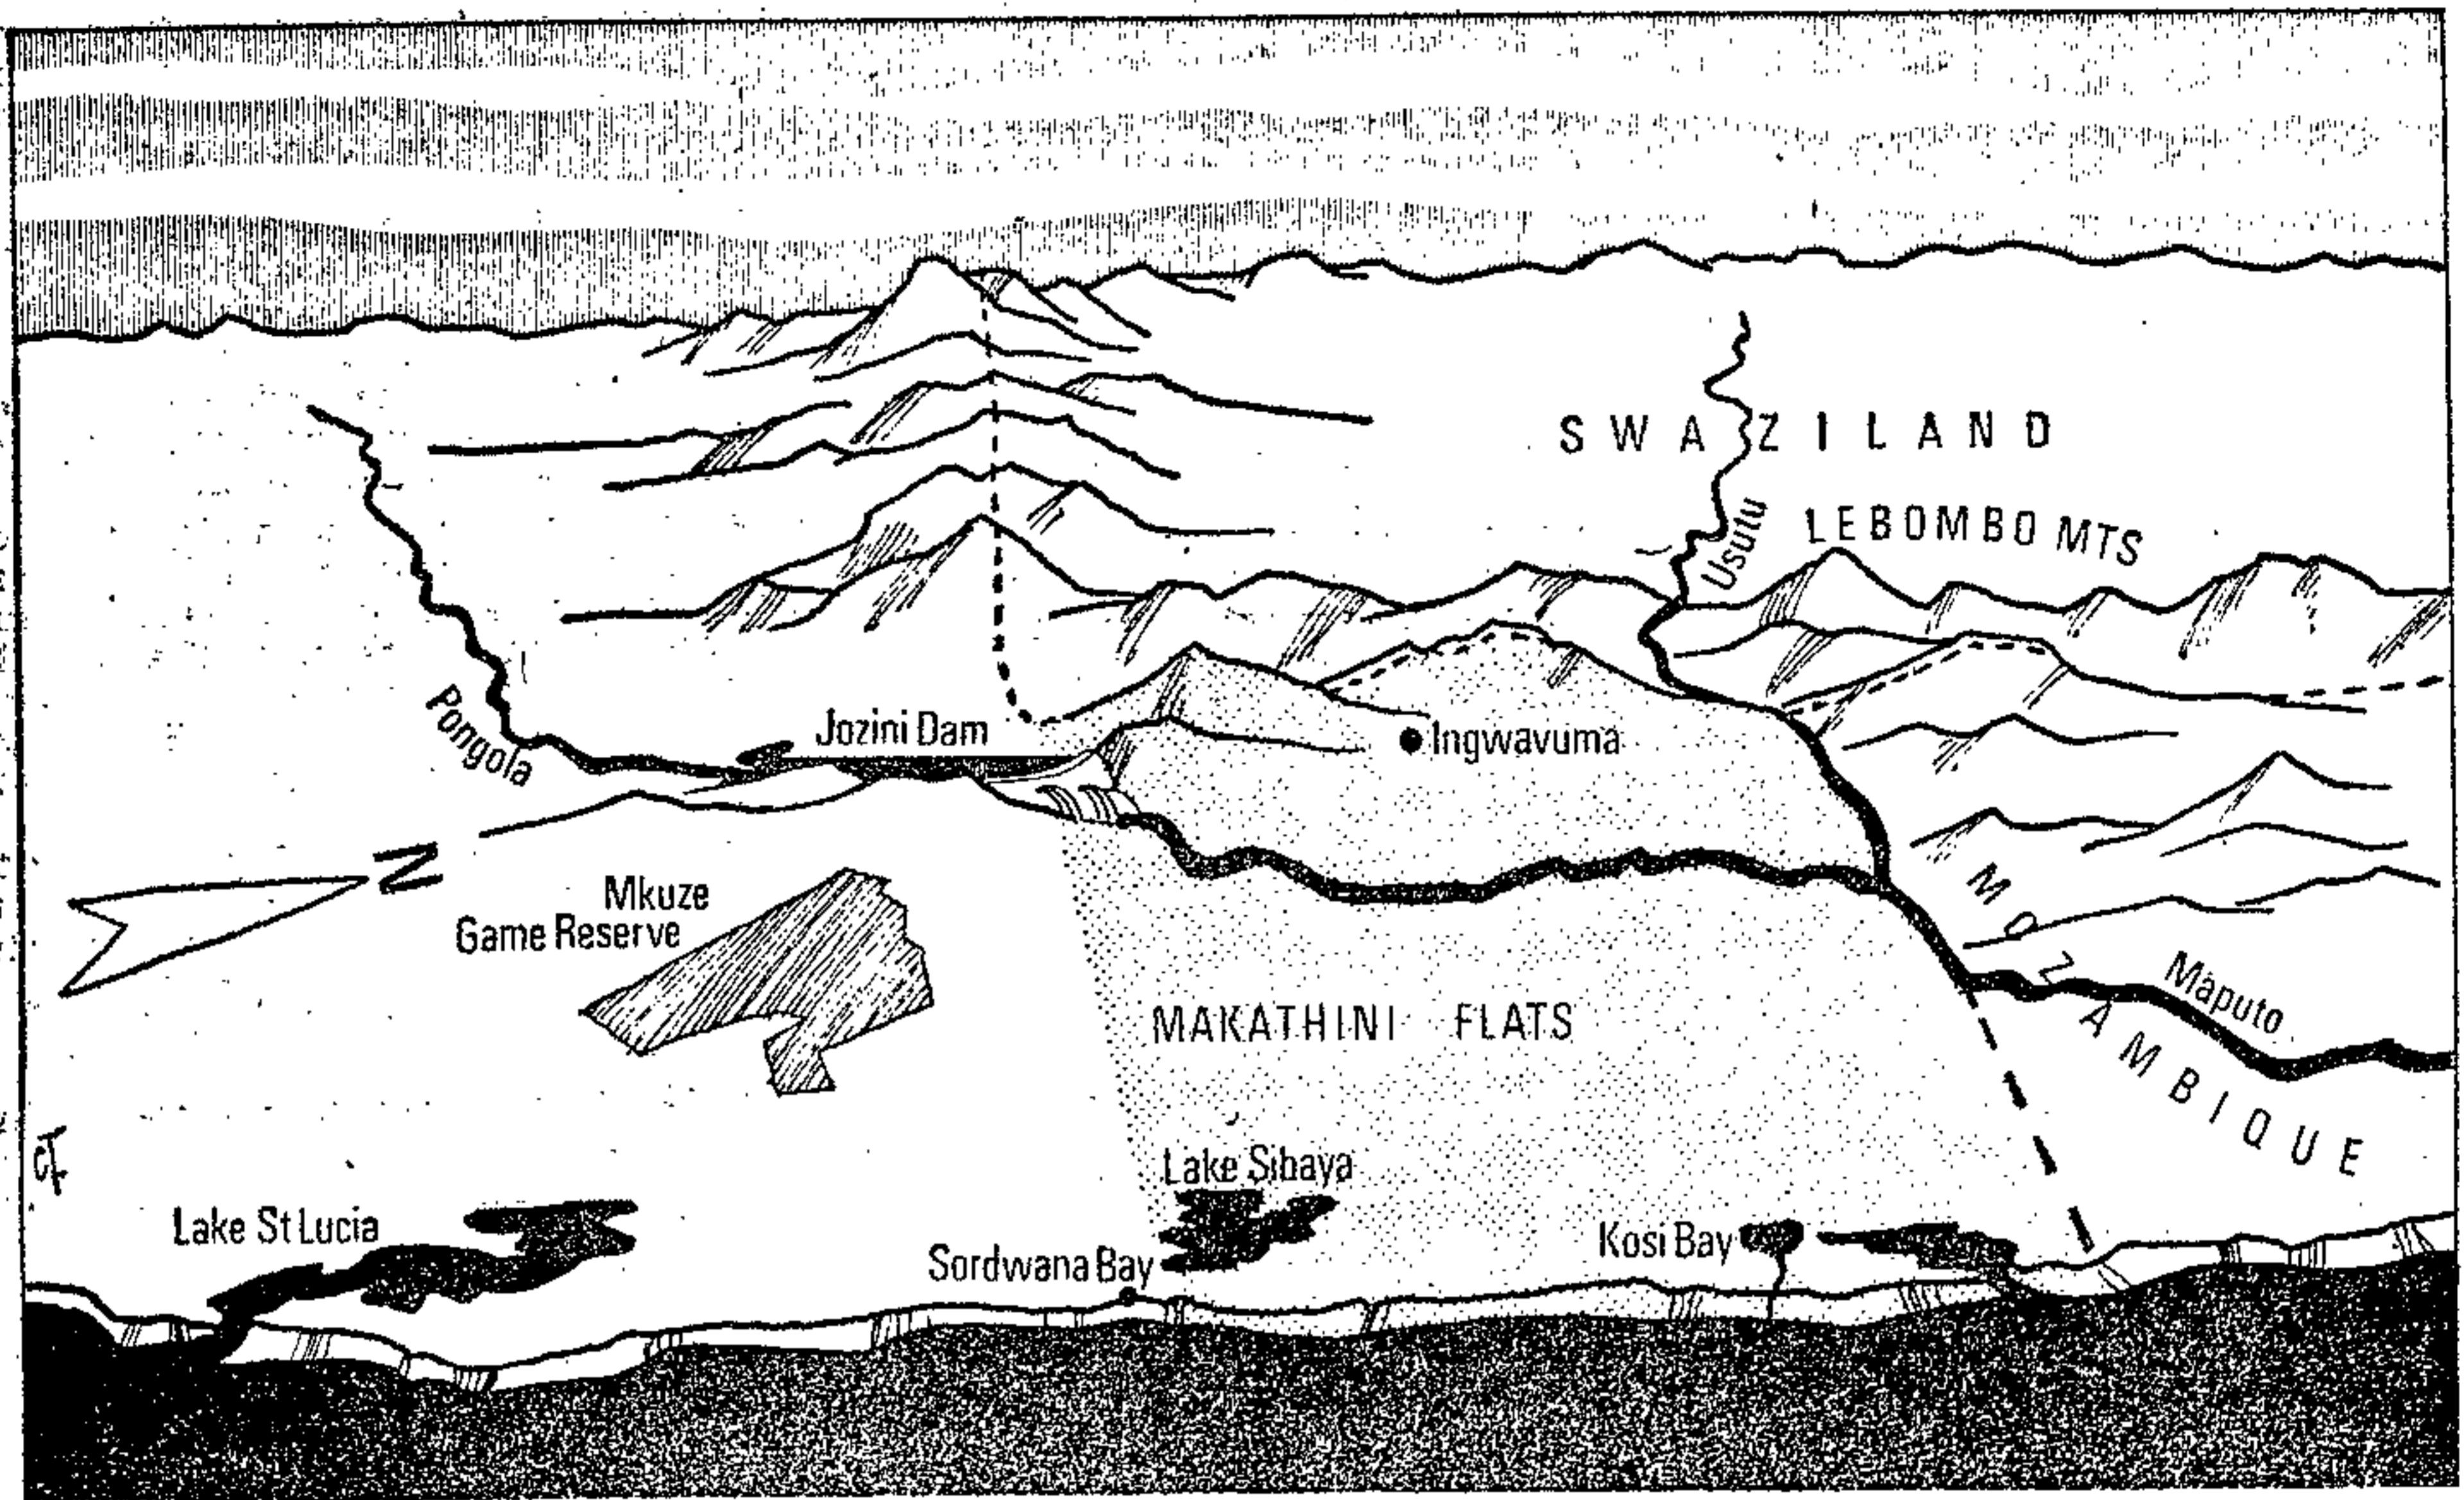 SWAZILAND
LEBOMBO MTS
Usutu
Pongola
Jozini Dam
Ingwavuma
N
Mkuze
Game Reserve
MOZAMBIQUE
Maputo
MAKATHINI FLATS
Lake Sibaya
Lake St Lucia
Sordwana Bay
Kosi Bay